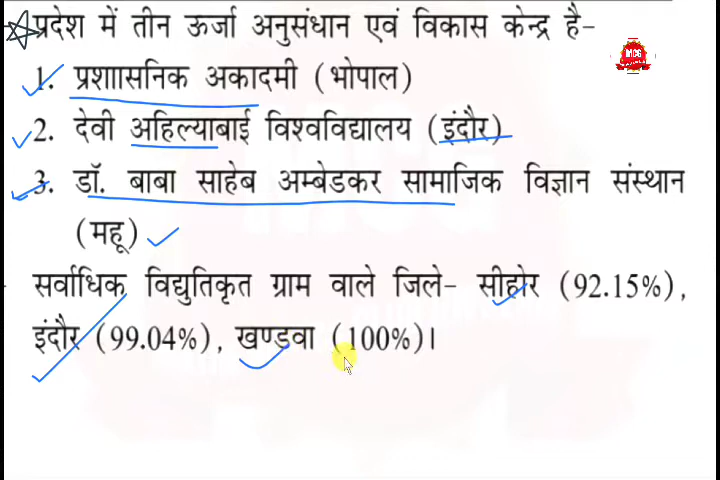 प्रदेश में तीन ऊर्जा अनुसंधान एवं विकास केन्द्र है-
MCG
1. प्रशाासनिक अकादमी (भोपाल)
2. देवी अहिल्याबाई विश्वविद्यालय (इंदौर)
3. डॉ. बाबा साहेब अम्बेडकर सामाजिक विज्ञान संस्थान
(महू)
सर्वाधिक विद्युतिकृत ग्राम वाले जिले- सीहोर (92.15%),
इंदौर (99.04%), खण्डवा (100%)।